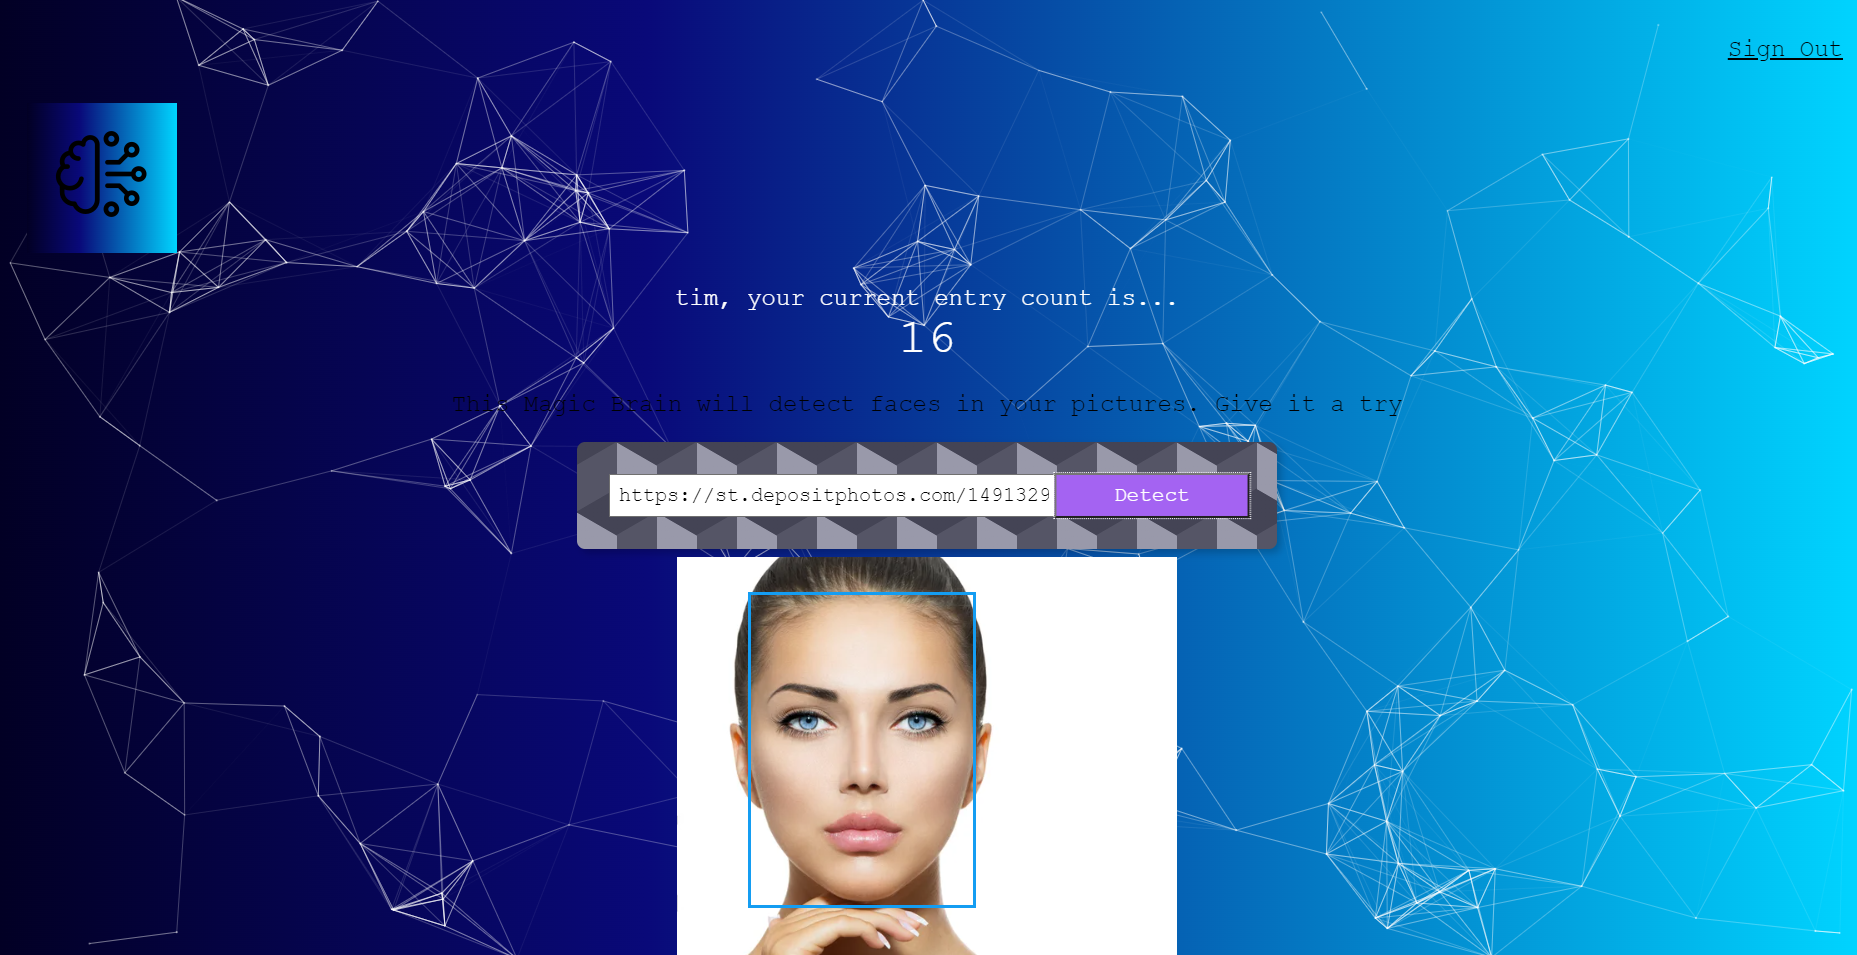 Sign Out
tim, your current entry count is...
16
This Magic Brain will detect faces in your pictures. Give it a try
https://st.depositphotos.com/1491329 Detect